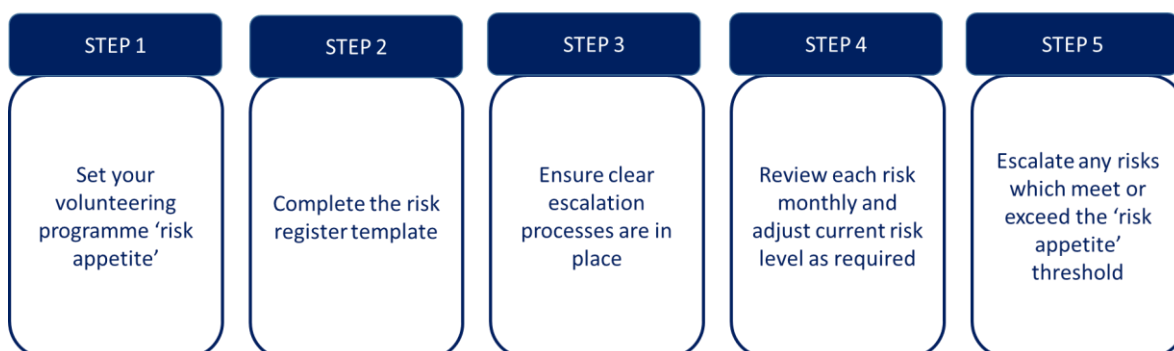 STEP 1
Set your
volunteering
programme ‘risk
appetite’
STEP 2
Complete the risk
register template
STEP 3
Ensure clear
escalation
processes are in
place
STEP 4
Review each risk
monthly and
adjust current risk
level as required
STEP 5
Escalate any risks
which meet or
exceed the ‘risk
appetite’
threshold